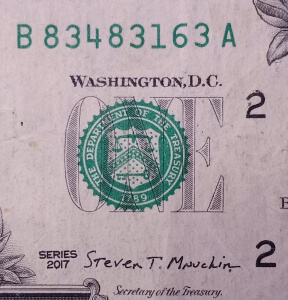 B 83483163 A
WASHINGTON, D.C.
2
ONE
THE DEPARTMENT OF THE TREASURY
1789
SERIES
2017
Steven T. Mnuchin
2
Secretary of the Treasury.